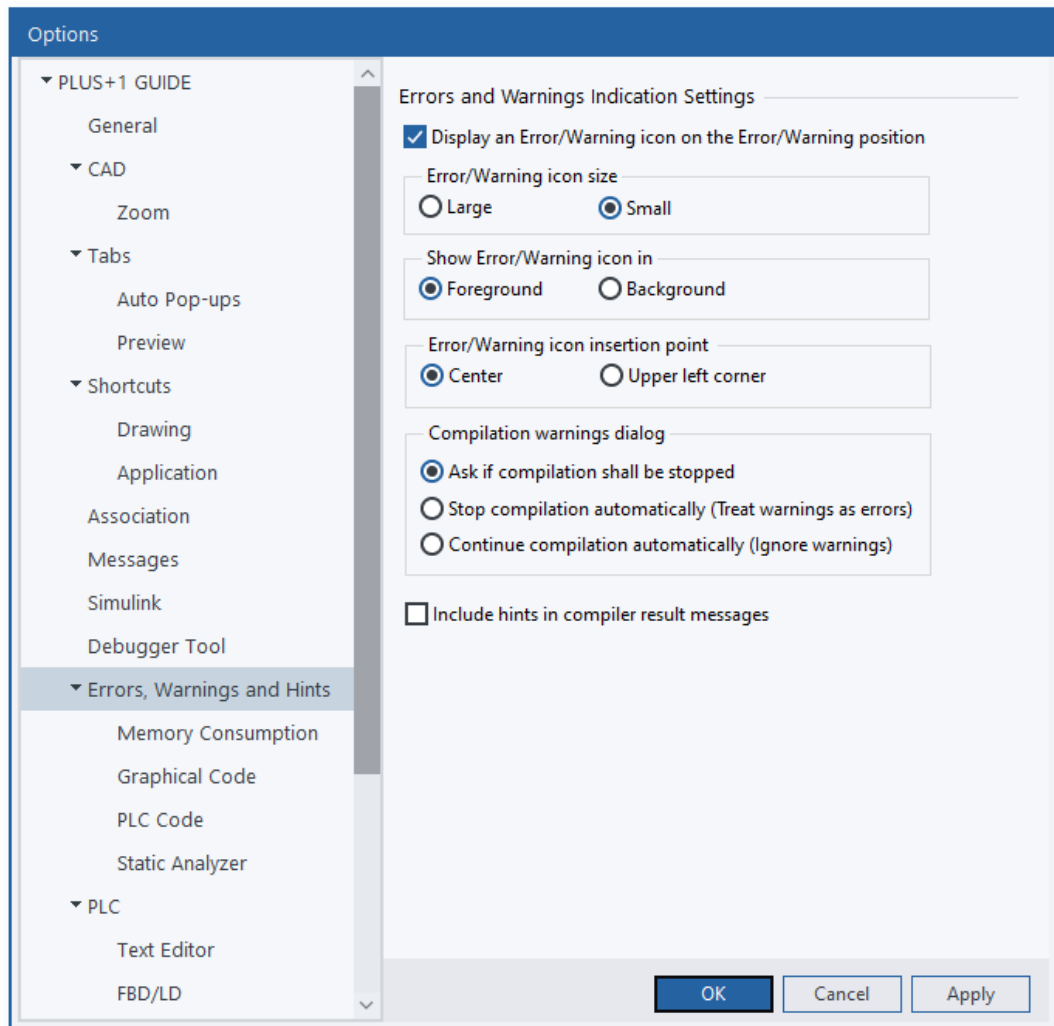 Options
PLUS+1 GUIDE
General
CAD
Zoom
Tabs
Auto Pop-ups
Preview
Shortcuts
Drawing
Application
Association
Messages
Simulink
Debugger Tool
Errors, Warnings and Hints
Memory Consumption
Graphical Code
PLC Code
Static Analyzer
PLC
Text Editor
FBD/LD
Errors and Warnings Indication Settings
Display an Error/Warning icon on the Error/Warning position
Error/Warning icon size
Large Small
Show Error/Warning icon in
Foreground Background
Error/Warning icon insertion point
Center Upper left corner
Compilation warnings dialog
Ask if compilation shall be stopped
Stop compilation automatically (Treat warnings as errors)
Continue compilation automatically (Ignore warnings)
Include hints in compiler result messages
OK Cancel Apply